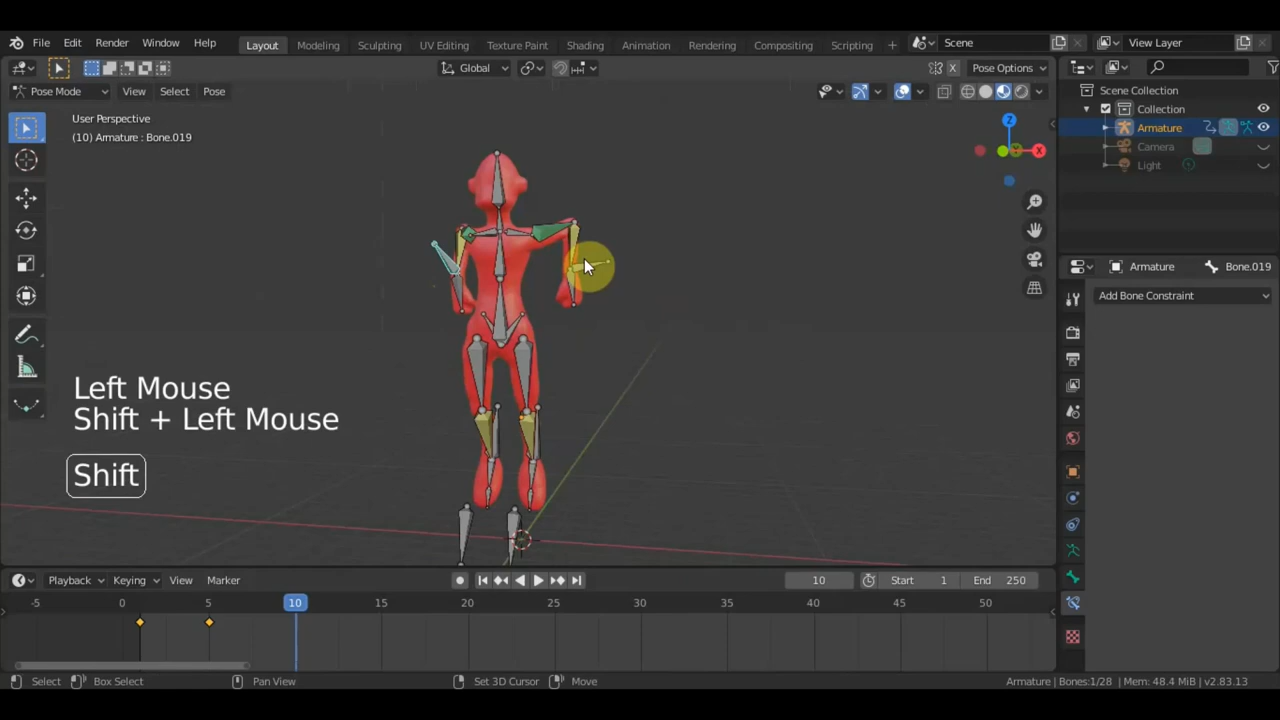 File Edit Render Window Help Layout Modeling Sculpting UV Editing Texture Paint Shading Animation Rendering Compositing Scripting + Scene View Layer
Global X Pose Options
Pose Mode View Select Pose
User Perspective
(10) Armature : Bone.019
Z
X
Scene Collection
Collection
Armature
Camera
Light
Armature Bone.019
Add Bone Constraint
Left Mouse
Shift + Left Mouse
Shift
Playback Keying View Marker 10 Start 1 End 250
-5 0 5 10 15 20 25 30 35 40 45 50
Select Box Select Pan View Set 3D Cursor Move Armature | Bones:1/28 | Mem: 48.4 MiB | v2.83.13